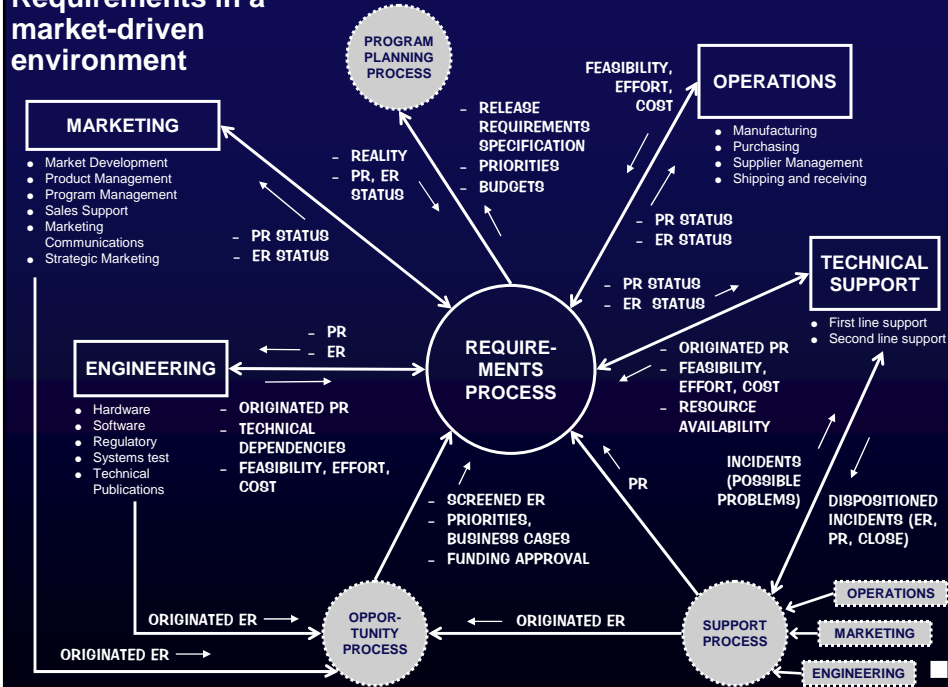 Requirements in a
market-driven
environment
PROGRAM
PLANNING
PROCESS
FEASIBILITY,
EFFORT,
COST
OPERATIONS
- Manufacturing
- Purchasing
- Supplier Management
- Shipping and receiving
MARKETING
- Market Development
- Product Management
- Program Management
- Sales Support
- Marketing
Communications
- Strategic Marketing
- REALITY
- PR, ER
STATUS
- RELEASE
REQUIREMENTS
SPECIFICATION
- PRIORITIES
- BUDGETS
- PR STATUS
- ER STATUS
- PR STATUS
- ER STATUS
- PR STATUS
- ER STATUS
TECHNICAL
SUPPORT
- First line support
- Second line support
- PR
- ER
ENGINEERING
- Hardware
- Software
- Regulatory
- Systems test
- Technical
Publications
REQUIRE-
MENTS
PROCESS
- ORIGINATED PR
- TECHNICAL
DEPENDENCIES
- FEASIBILITY, EFFORT,
COST
- ORIGINATED PR
- FEASIBILITY,
EFFORT, COST
- RESOURCE
AVAILABILITY
- SCREENED ER
- PRIORITIES,
BUSINESS CASES
- FUNDING APPROVAL
PR
INCIDENTS
(POSSIBLE
PROBLEMS)
DISPOSITIONED
INCIDENTS (ER,
PR, CLOSE)
ORIGINATED ER
ORIGINATED ER
OPPOR-
TUNITY
PROCESS
ORIGINATED ER
SUPPORT
PROCESS
OPERATIONS
MARKETING
ENGINEERING